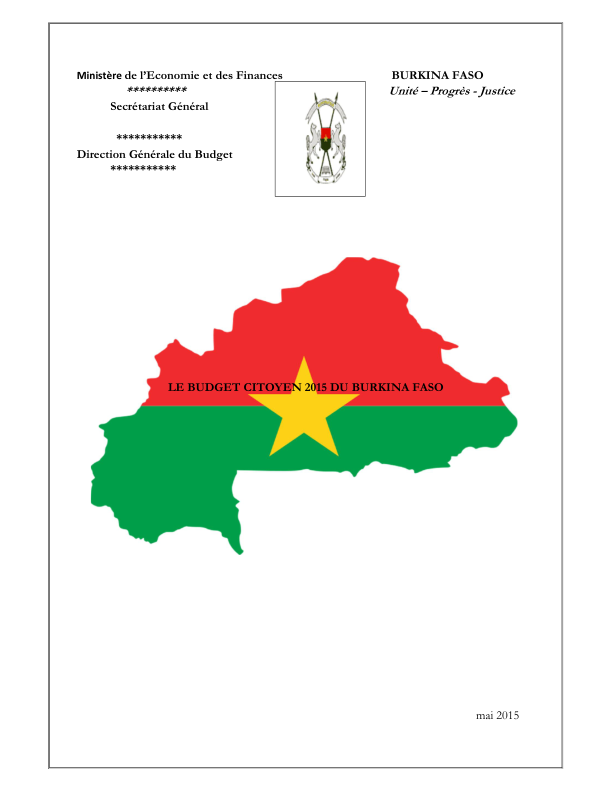 Ministère de l'Economie et des Finances
**********
Secrétariat Général
***********
Direction Générale du Budget
***********
BURKINA FASO
Unité – Progrès - Justice
LE BUDGET CITOYEN 2015 DU BURKINA FASO
mai 2015